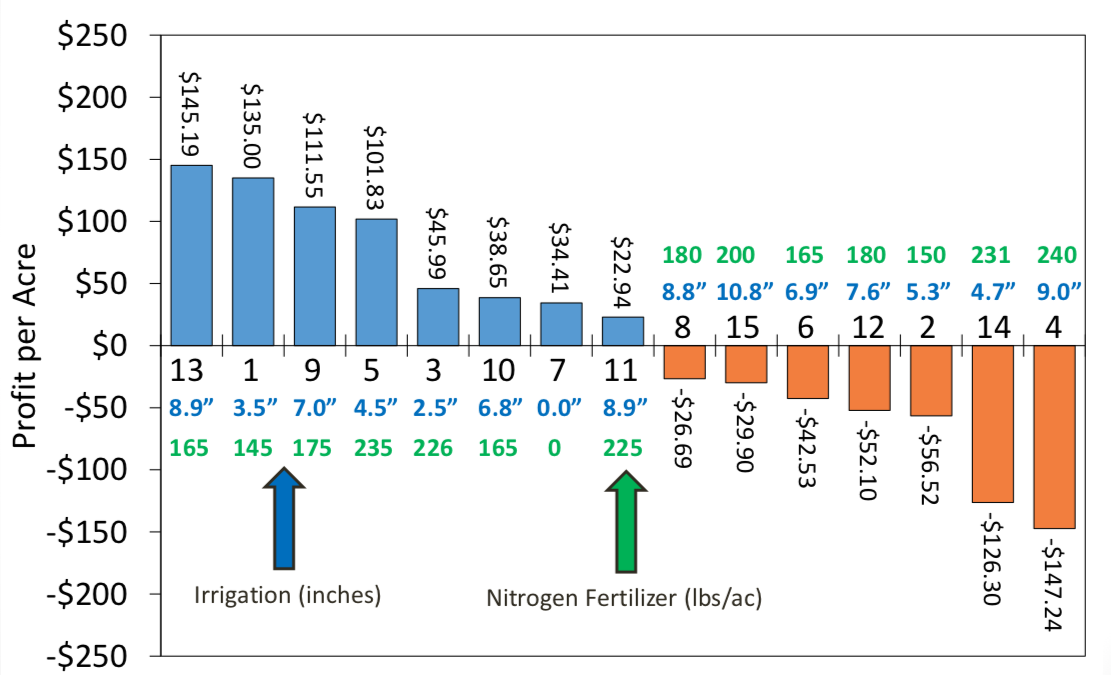 $250
$200
$150
$100
$50
$0
-$50
-$100
-$150
-$200
-$250
Profit per Acre
$145.19
$135.00
$111.55
$101.83
$45.99
$38.65
$34.41
$22.94
180 200 165 180 150 231 240
8.8” 10.8” 6.9” 7.6” 5.3” 4.7” 9.0”
8 15 6 12 2 14 4
13 1 9 5 3 10 7 11
8.9” 3.5” 7.0” 4.5” 2.5” 6.8” 0.0” 8.9”
165 145 175 235 226 165 0 225
-$26.69
-$29.90
-$42.53
-$52.10
-$56.52
-$126.30
-$147.24
Irrigation (inches)
Nitrogen Fertilizer (lbs/ac)